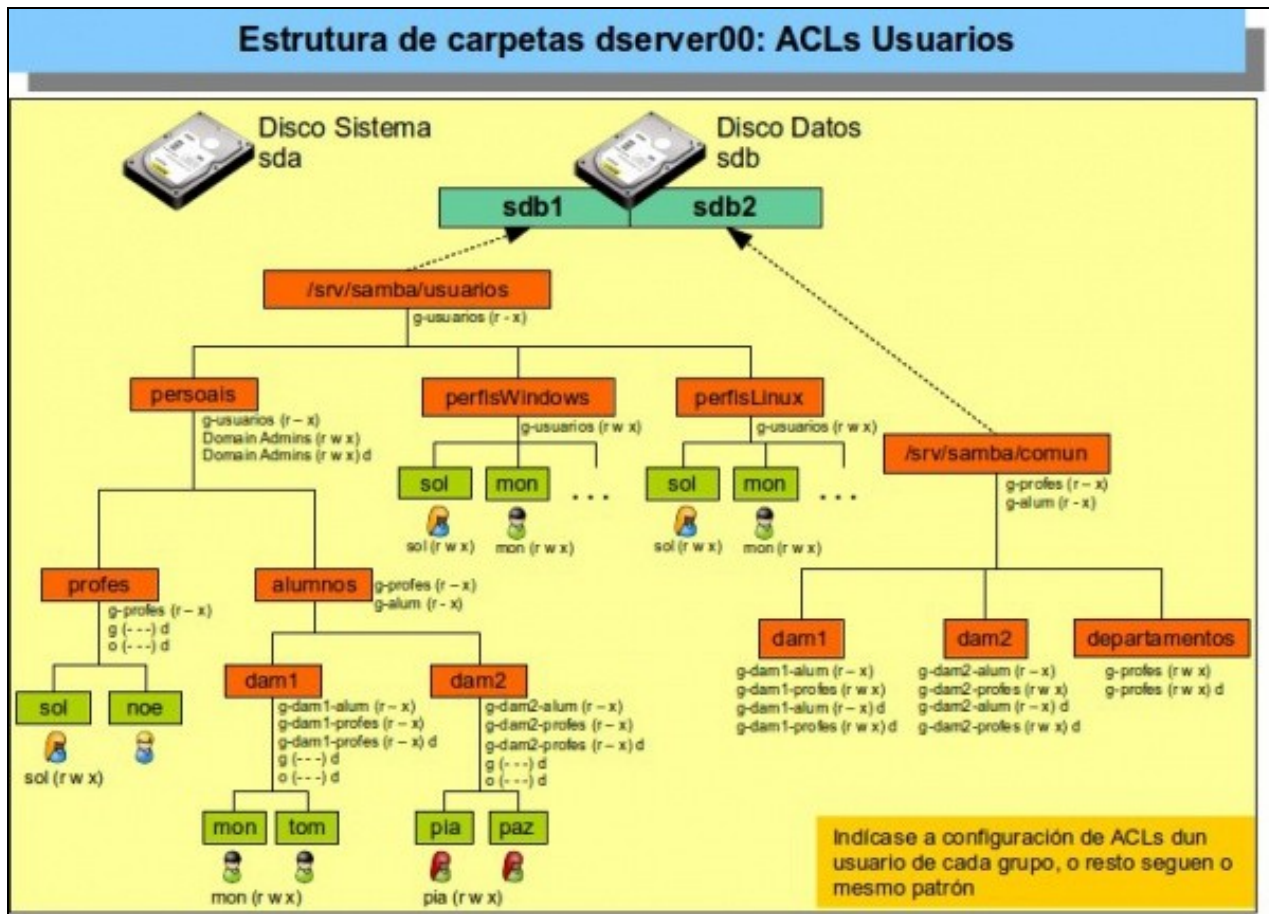 Estrutura de carpetas dserver00: ACLs Usuarios
Disco Sistema
sda
Disco Datos
sdb
sdb1
sdb2
/srv/samba/usuarios
g-usuarios (r - x)
persoais
g-usuarios (r – x)
Domain Admins (r w x)
Domain Admins (r w x) d
perfisWindows
g-usuarios (r w x)
sol
mon
. . .
sol (r w x)
mon (r w x)
perfisLinux
g-usuarios (r w x)
sol
mon
. . .
sol (r w x)
mon (r w x)
/srv/samba/comun
g-profes (r – x)
g-alum (r - x)
profes
g-profes (r – x)
g (- - -) d
o (- - -) d
sol
noe
sol (r w x)
alumnos
g-profes (r – x)
g-alum (r - x)
dam1
g-dam1-alum (r – x)
g-dam1-profes (r – x)
g-dam1-profes (r – x) d
g (- - -) d
o (- - -) d
mon
tom
mon (r w x)
dam2
g-dam2-alum (r – x)
g-dam2-profes (r – x)
g-dam2-profes (r – x) d
g (- - -) d
o (- - -) d
pia
paz
pia (r w x)
dam1
g-dam1-alum (r – x)
g-dam1-profes (r w x)
g-dam1-alum (r – x) d
g-dam1-profes (r w x) d
dam2
g-dam2-alum (r – x)
g-dam2-profes (r w x)
g-dam2-alum (r – x) d
g-dam2-profes (r w x) d
departamentos
g-profes (r w x)
g-profes (r w x) d
Indícase a configuración de ACLs dun
usuario de cada grupo, o resto seguen o
mesmo patrón